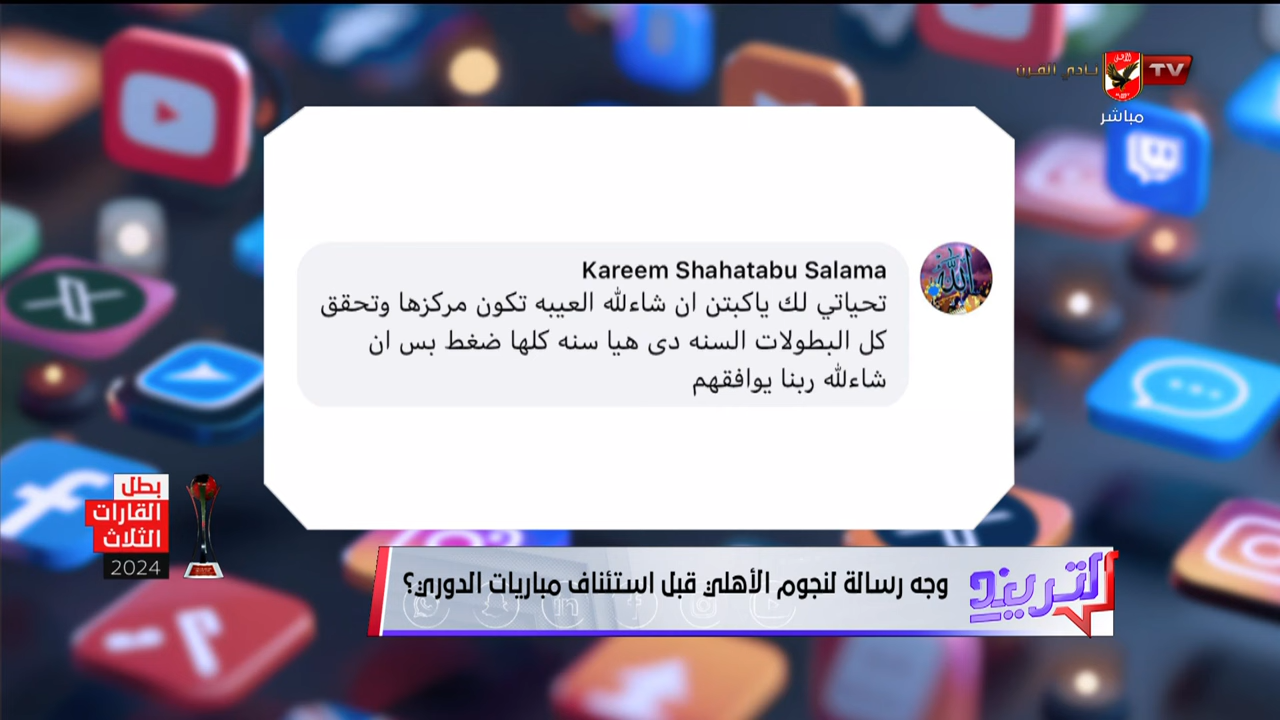 نادي القرن
TV
مباشر
Kareem Shahatabu Salama
تحياتي لك ياكبتن ان شاءلله العيبه تكون مركزها وتحقق
كل البطولات السنه دى هيا سنه كلها ضغط بس ان
شاءلله ربنا يوافقهم
بطل
القارات
الثلاث
2024
التريند
وجه رسالة لنجوم الأهلي قبل استئناف مباريات الدوري؟